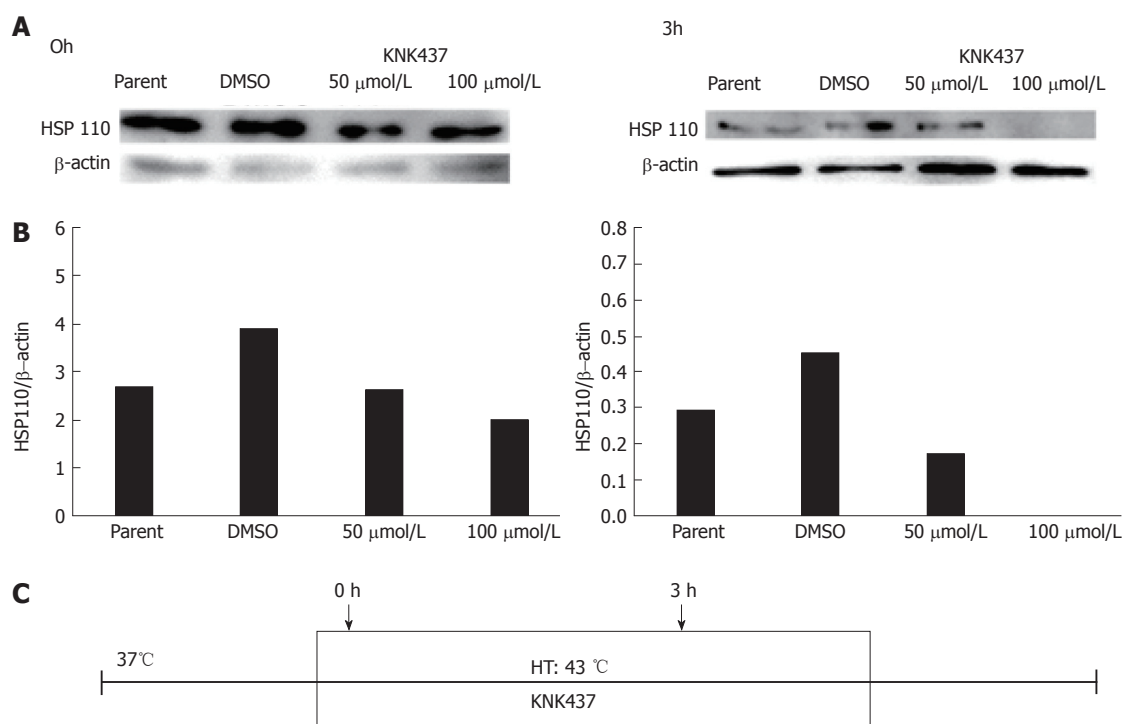 A
Oh
KNK437
Parent DMSO 50 μmol/L 100 μmol/L
HSP 110
β-actin
3h
KNK437
Parent DMSO 50 μmol/L 100 μmol/L
HSP 110
β-actin
B
HSP110/β-actin
6
5
4
3
2
1
0
Parent DMSO 50 μmol/L 100 μmol/L
HSP110/β-actin
0.8
0.7
0.6
0.5
0.4
0.3
0.2
0.1
0.0
Parent DMSO 50 μmol/L 100 μmol/L
C
0 h 3 h
37℃
HT: 43 ℃
KNK437